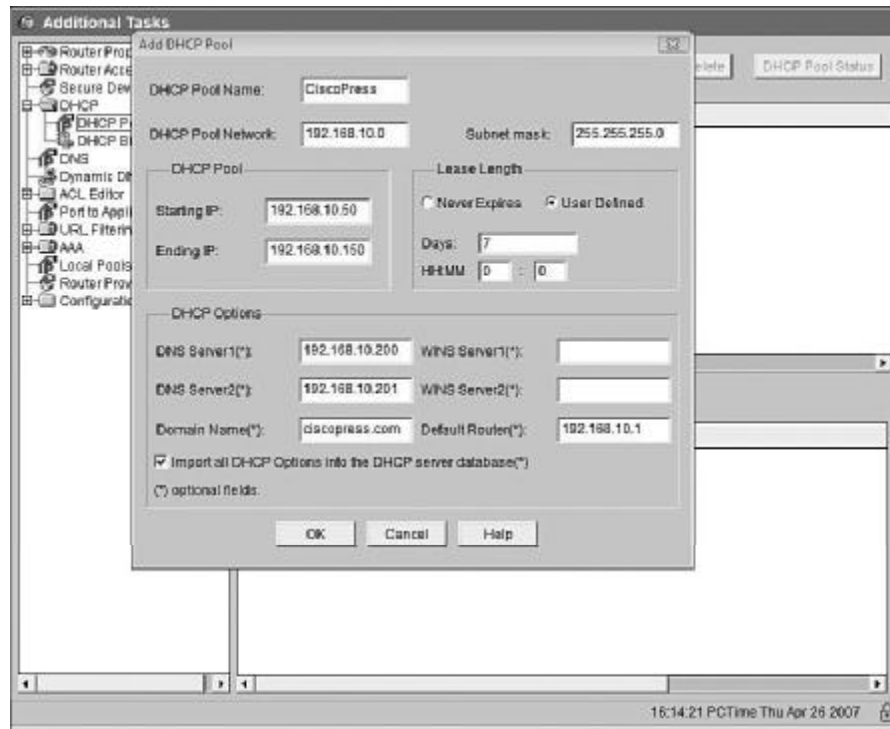 Additional Tasks
Add DHCP Pool
Router Prop
Router Acce
Secure Dev
DHCP
DHCP P
DHCP B
DNS
Dynamic D
ACL Editor
Port to Appli
URL Filterin
AAA
Local Pools
Router Prov
Configuratio
elete
DHCP Pool Status
DHCP Pool Name: CiscoPress
DHCP Pool Network: 192.168.10.0 Subnet mask: 255.255.255.0
DHCP Pool
Starting IP: 192.168.10.50
Ending IP: 192.168.10.150
Lease Length
Never Expires User Defined
Days: 7
HH:MM 0 : 0
DHCP Options
DNS Server1(*): 192.168.10.200 WINS Server1(*):
DNS Server2(*): 192.168.10.201 WINS Server2(*):
Domain Name(*): ciscopress.com Default Router(*): 192.168.10.1
Import all DHCP Options into the DHCP server database(*)
(*) optional fields.
OK Cancel Help
16:14:21 PCTime Thu Apr 26 2007